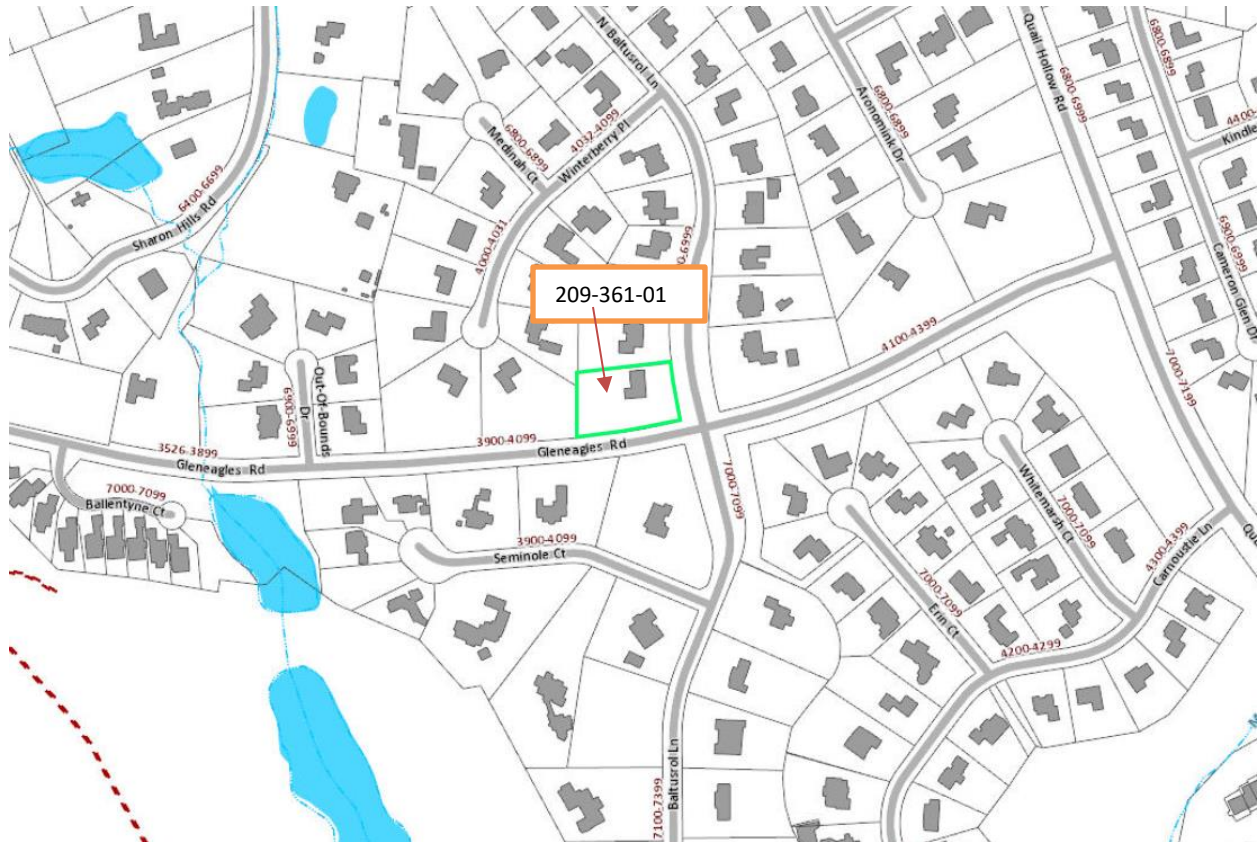 N Baltusrol Ln
Quail Hollow Rd
6800-6999
6800-6899
Aronomink Dr
6800-6899
6800-6899
Medinah Ct
4032-4099
Winterberry Pl
Kindle
6400-6699
Sharon Hills Rd
4000-4031
6900-6999
Cameron Glen Dr
209-361-01
4100-4399
7000-7199
Out-Of-Bounds
Dr
6900-6999
3900-4099
Gleneagles Rd
3526-3899
Gleneagles Rd
7000-7099
Ballentyne Ct
7000-7099
Whitemarsh Ct
7000-7099
3900-4099
Seminole Ct
4300-4399
Carnoustie Ln
7000-7099
Erin Ct
4200-4299
Baltusrol Ln
7100-7399